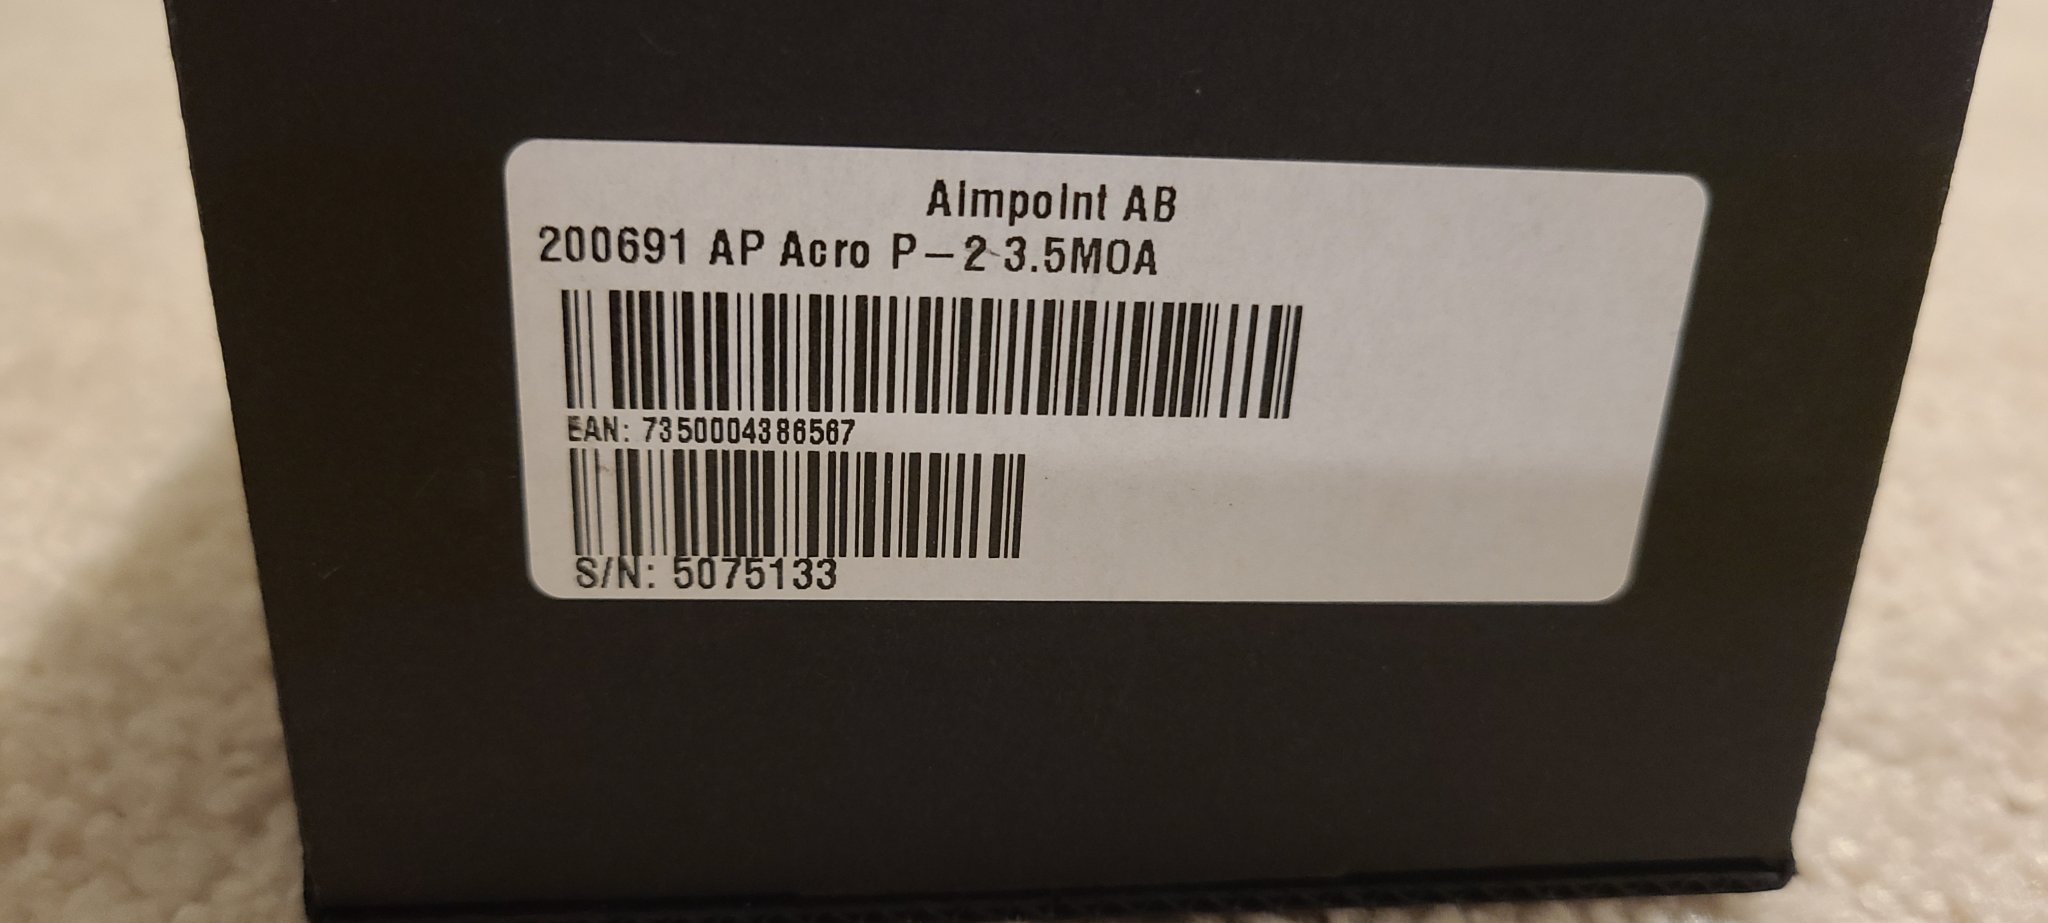 Aimpoint AB
200691 AP Acro P-2 3.5MOA
EAN: 7350004386567
S/N: 5075133